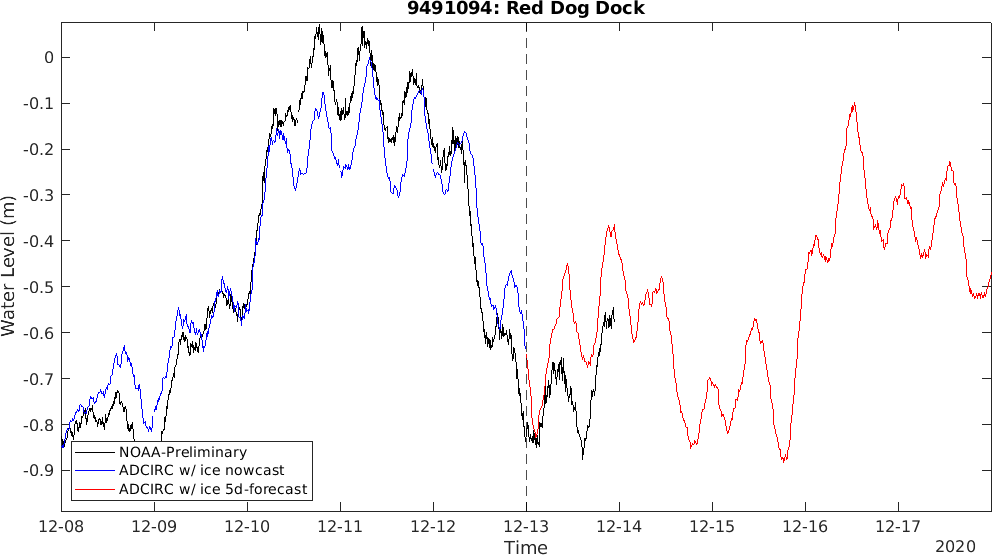 9491094: Red Dog Dock
Water Level (m)
0
-0.1
-0.2
-0.3
-0.4
-0.5
-0.6
-0.7
-0.8
-0.9
NOAA-Preliminary
ADCIRC w/ ice nowcast
ADCIRC w/ ice 5d-forecast
12-08 12-09 12-10 12-11 12-12 12-13 12-14 12-15 12-16 12-17
Time
2020